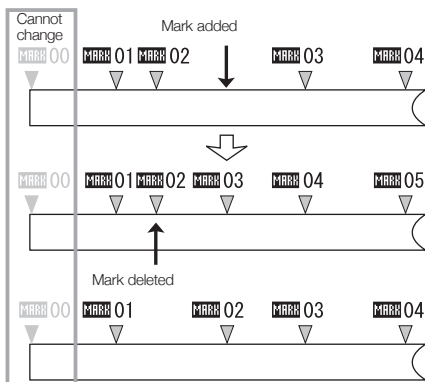 Cannot
change
Mark added
MARK 00 MARK 01 MARK 02 MARK 03 MARK 04
MARK 00 MARK 01 MARK 02 MARK 03 MARK 04 MARK 05
Mark deleted
MARK 00 MARK 01 MARK 02 MARK 03 MARK 04